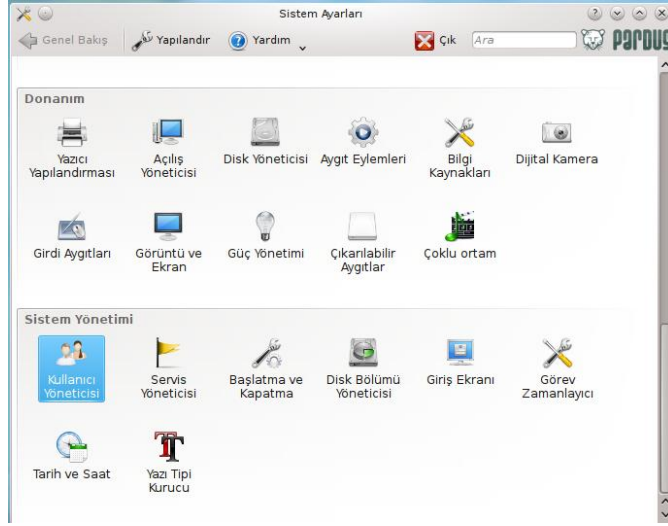 Sistem Ayarları
Genel Bakış Yapılandır Yardım Çık Ara PARDUS
Donanım
Yazıcı Yapılandırması
Açılış Yöneticisi
Disk Yöneticisi
Aygıt Eylemleri
Bilgi Kaynakları
Dijital Kamera
Girdi Aygıtları
Görüntü ve Ekran
Güç Yönetimi
Çıkarılabilir Aygıtlar
Çoklu ortam
Sistem Yönetimi
Kullanıcı Yöneticisi
Servis Yöneticisi
Başlatma ve Kapatma
Disk Bölümü Yöneticisi
Giriş Ekranı
Görev Zamanlayıcı
Tarih ve Saat
Yazı Tipi Kurucu